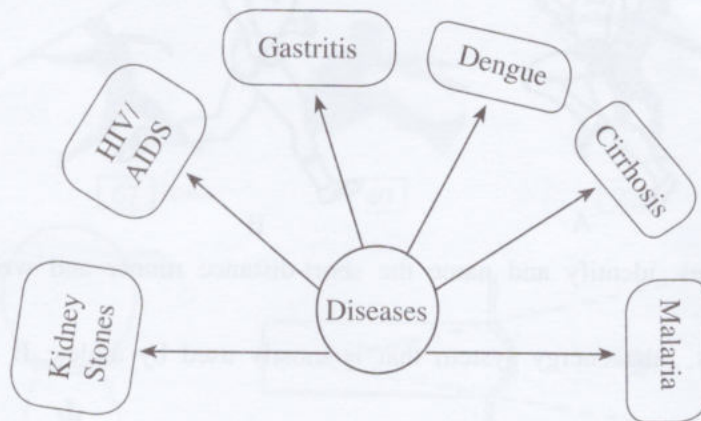 Gastritis
Dengue
HIV/
AIDS
Cirrhosis
Diseases
Kidney
Stones
Malaria